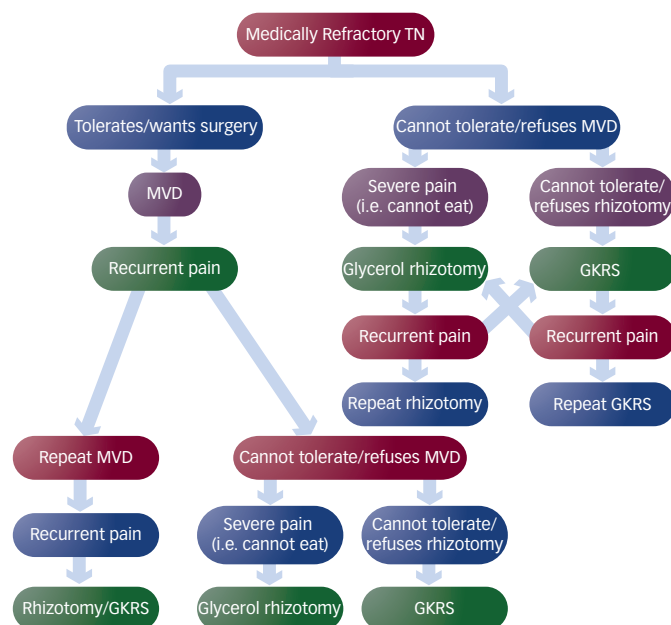 Medically Refractory TN
Tolerates/wants surgery
Cannot tolerate/refuses MVD
MVD
Severe pain
(i.e. cannot eat)
Cannot tolerate/
refuses rhizotomy
Recurrent pain
Glycerol rhizotomy
GKRS
Recurrent pain
Recurrent pain
Repeat rhizotomy
Repeat GKRS
Repeat MVD
Cannot tolerate/refuses MVD
Recurrent pain
Severe pain
(i.e. cannot eat)
Cannot tolerate/
refuses rhizotomy
Rhizotomy/GKRS
Glycerol rhizotomy
GKRS